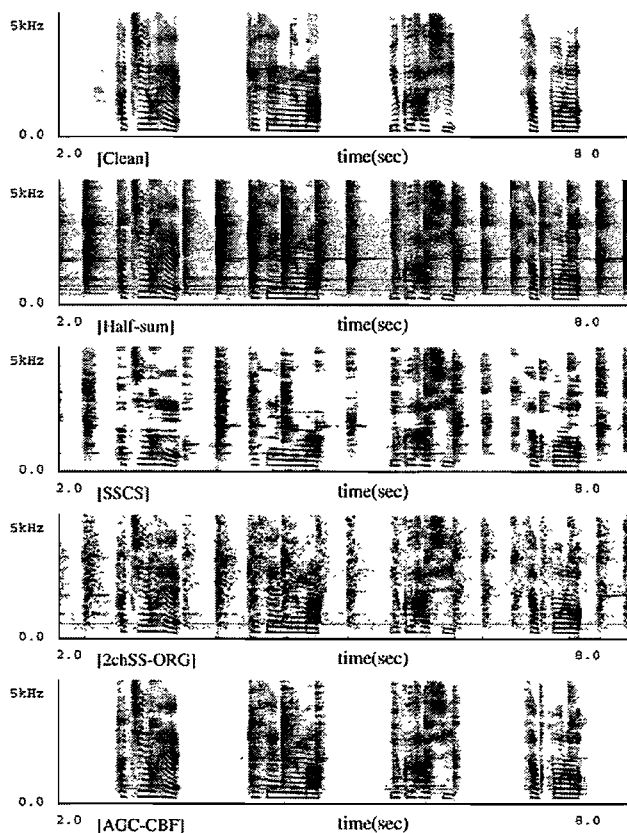 5kHz
0.0
2.0 time(sec) 8.0
[Clean]
5kHz
0.0
2.0 time(sec) 8.0
[Half-sum]
5kHz
0.0
2.0 time(sec) 8.0
[SSCS]
5kHz
0.0
2.0 time(sec) 8.0
[2chSS-ORG]
5kHz
0.0
2.0 time(sec) 8.0
[AGC-CBF]